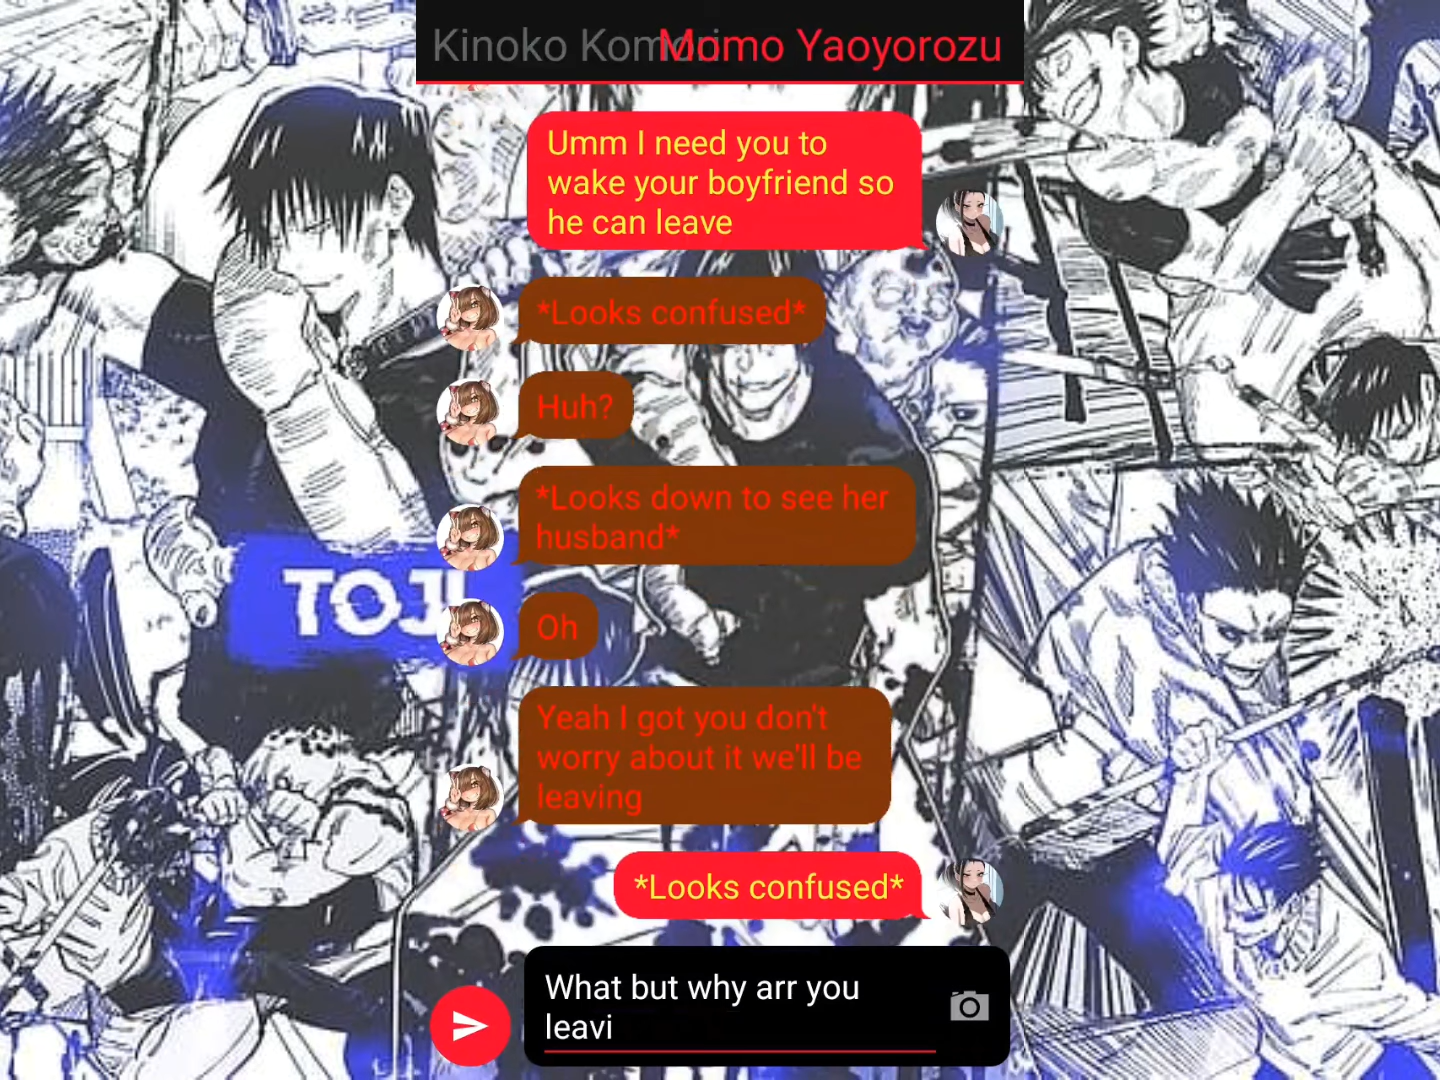 Kinoko Komori
Momo Yaoyorozu
Umm I need you to
wake your boyfriend so
he can leave
*Looks confused*
Huh?
*Looks down to see her
husband*
TOJI
Oh
Yeah I got you don't
worry about it we'll be
leaving
*Looks confused*
What but why arr you
leavi